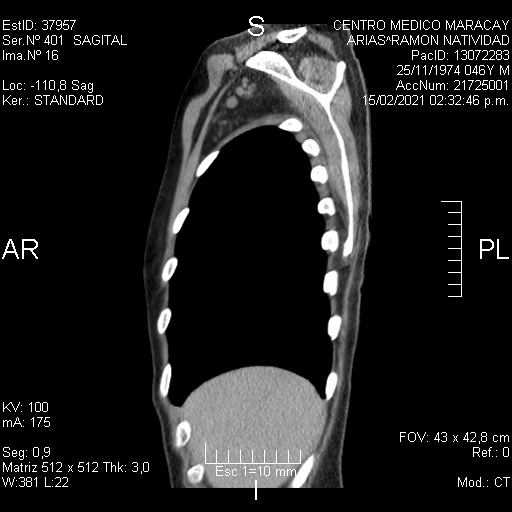 EstID: 37957
Ser.Nº 401 SAGITAL
Ima.Nº 16
Loc: -110,8 Sag
Ker.: STANDARD
S
CENTRO MEDICO MARACAY
ARIAS^RAMON NATIVIDAD
PacID: 13072283
25/11/1974 046Y M
AccNum: 21725001
15/02/2021 02:32:46 p.m.
AR
PL
KV: 100
mA: 175
Seg: 0,9
Matriz 512 x 512 Thk: 3,0
W:381 L:22
Esc 1=10 mm
I
FOV: 43 x 42,8 cm
Ref.: 0
Mod.: CT